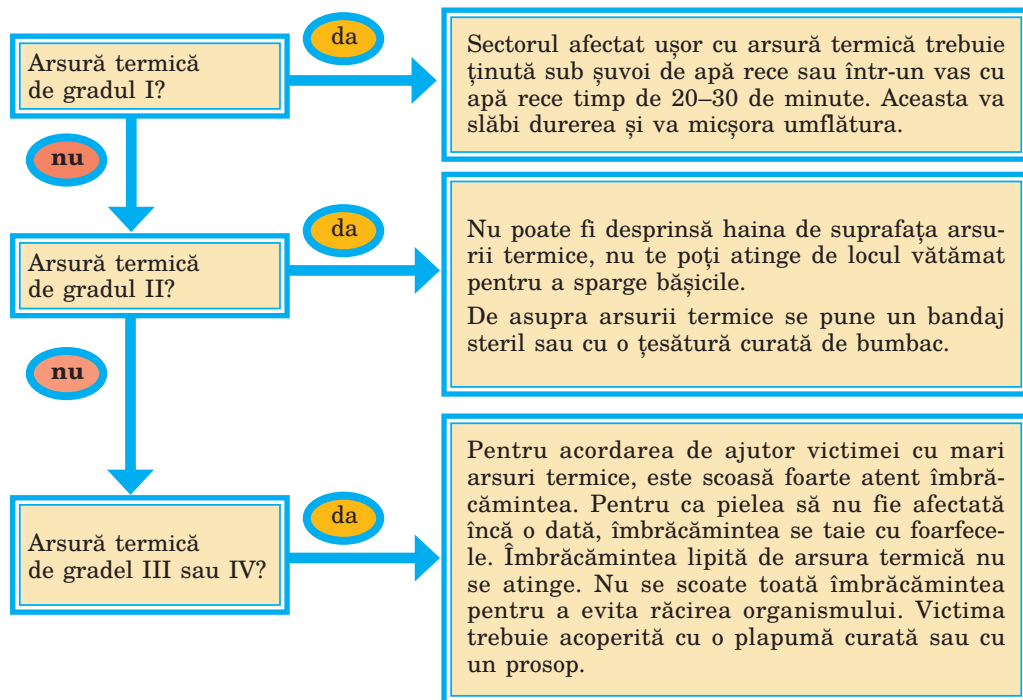 Arsură termică
de gradul I?
da
Sectorul afectat ușor cu arsură termică trebuie
ținută sub șuvoi de apă rece sau într-un vas cu
apă rece timp de 20–30 de minute. Aceasta va
slăbi durerea și va micșora umflătura.
nu
Arsură termică
de gradul II?
da
Nu poate fi desprinsă haina de suprafața arsu-
rii termice, nu te poți atinge de locul vătămat
pentru a sparge bășicile.
De asupra arsurii termice se pune un bandaj
steril sau cu o țesătură curată de bumbac.
nu
Arsură termică
de gradel III sau IV?
da
Pentru acordarea de ajutor victimei cu mari
arsuri termice, este scoasă foarte atent îmbră-
cămintea. Pentru ca pielea să nu fie afectată
încă o dată, îmbrăcămintea se taie cu foarfece-
le. Îmbrăcămintea lipită de arsura termică nu
se atinge. Nu se scoate toată îmbrăcămintea
pentru a evita răcirea organismului. Victima
trebuie acoperită cu o plapumă curată sau cu
un prosop.